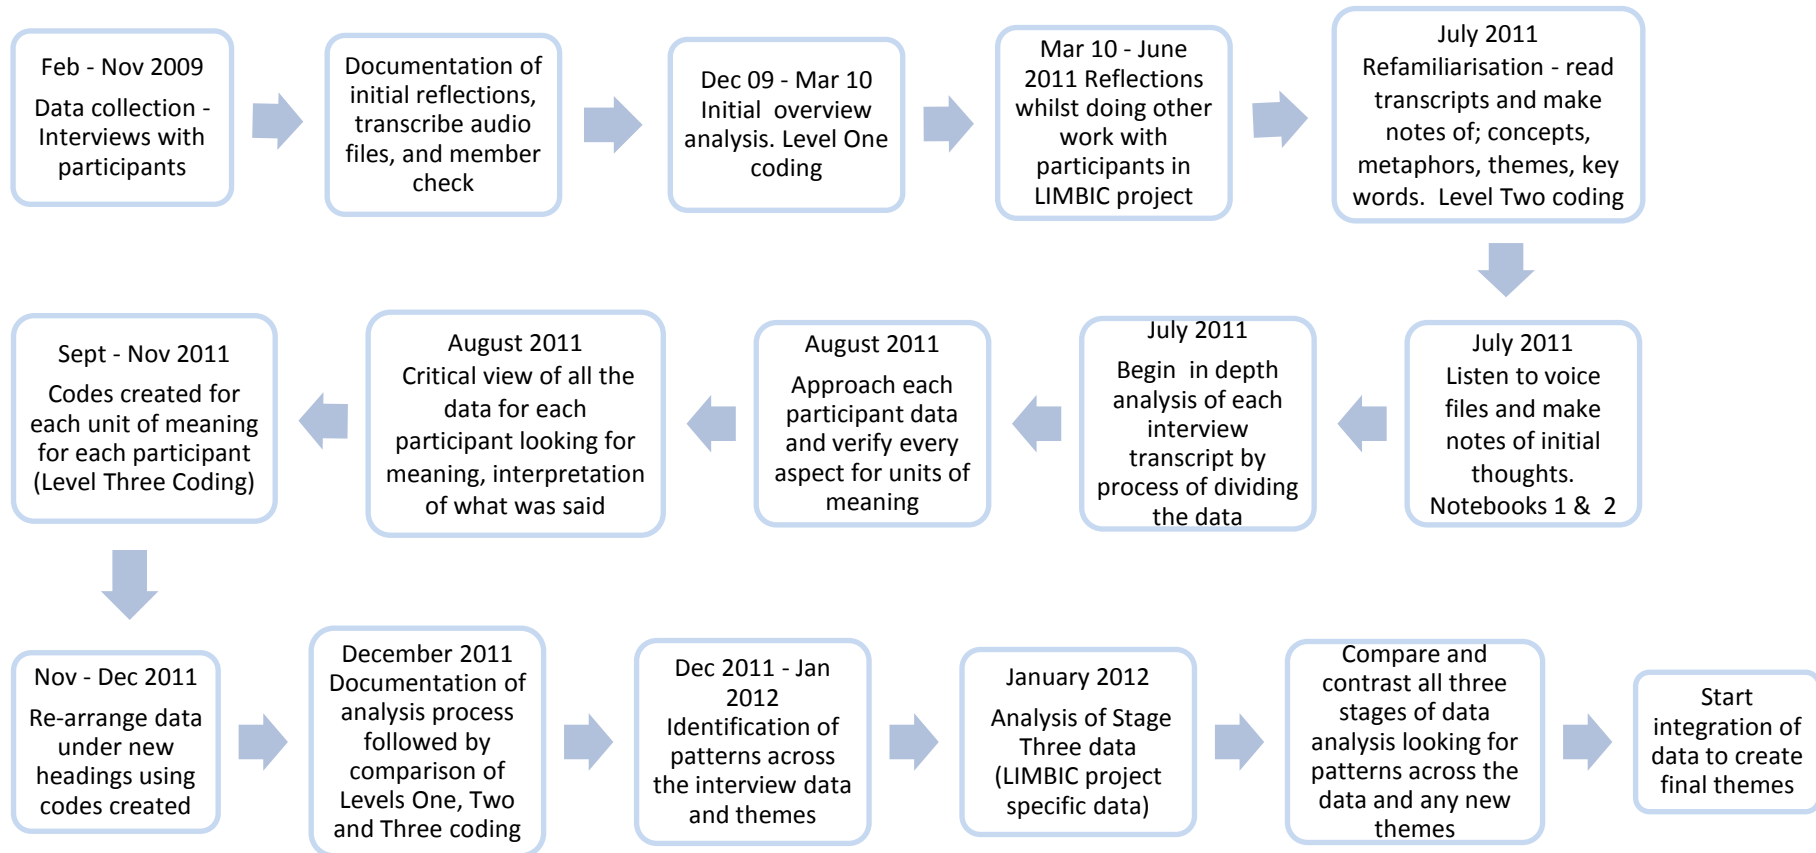 Feb - Nov 2009
Data collection -
Interviews with
participants
Documentation of
initial reflections,
transcribe audio
files, and member
check
Dec 09 - Mar 10
Initial overview
analysis. Level One
coding
Mar 10 - June
2011 Reflections
whilst doing other
work with
participants in
LIMBIC project
July 2011
Refamiliarisation - read
transcripts and make
notes of; concepts,
metaphors, themes, key
words. Level Two coding
July 2011
Listen to voice
files and make
notes of initial
thoughts.
Notebooks 1 & 2
July 2011
Begin in depth
analysis of each
interview
transcript by
process of dividing
the data
August 2011
Approach each
participant data
and verify every
aspect for units of
meaning
August 2011
Critical view of all the
data for each
participant looking for
meaning, interpretation
of what was said
Sept - Nov 2011
Codes created for
each unit of meaning
for each participant
(Level Three Coding)
Nov - Dec 2011
Re-arrange data
under new
headings using
codes created
December 2011
Documentation of
analysis process
followed by
comparison of
Levels One, Two
and Three coding
Dec 2011 - Jan
2012
Identification of
patterns across
the interview data
and themes
January 2012
Analysis of Stage
Three data
(LIMBIC project
specific data)
Compare and
contrast all three
stages of data
analysis looking for
patterns across the
data and any new
themes
Start
integration of
data to create
final themes